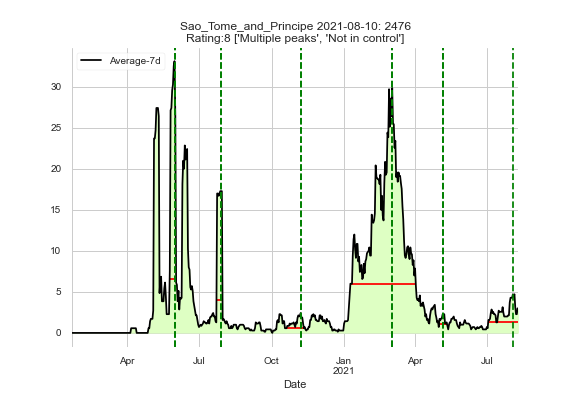 Sao_Tome_and_Principe 2021-08-10: 2476
Rating:8 ['Multiple peaks', 'Not in control']
Average-7d
30
25
20
15
10
5
0
Apr Jul Oct Jan Apr Jul
2021
Date